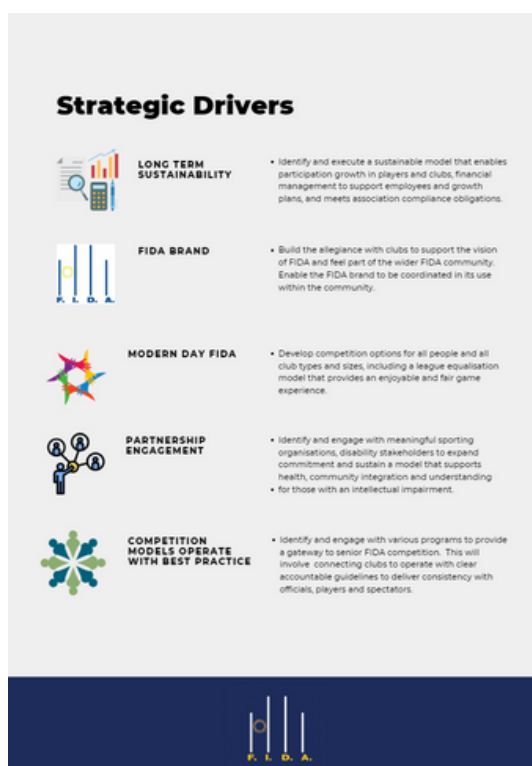 Strategic Drivers
LONG TERM
SUSTAINABILITY
• Identify and execute a sustainable model that enables
participation growth in players and clubs, financial
management to support employees and growth
plans, and meets association compliance obligations.
F. I. D. A.
FIDA BRAND
• Build the allegiance with clubs to support the vision
of FIDA and feel part of the wider FIDA community.
Enable the FIDA brand to be coordinated in its use
within the community.
MODERN DAY FIDA
• Develop competition options for all people and all
club types and sizes, including a league equalisation
model that provides an enjoyable and fair game
experience.
PARTNERSHIP
ENGAGEMENT
• Identify and engage with meaningful sporting
organisations, disability stakeholders to expand
commitment and sustain a model that supports
health, community integration and understanding
• for those with an intellectual impairment.
COMPETITION
MODELS OPERATE
WITH BEST PRACTICE
• Identify and engage with various programs to provide
a gateway to senior FIDA competition. This will
involve connecting clubs to operate with clear
accountable guidelines to deliver consistency with
officials, players and spectators.
F. I. D. A.